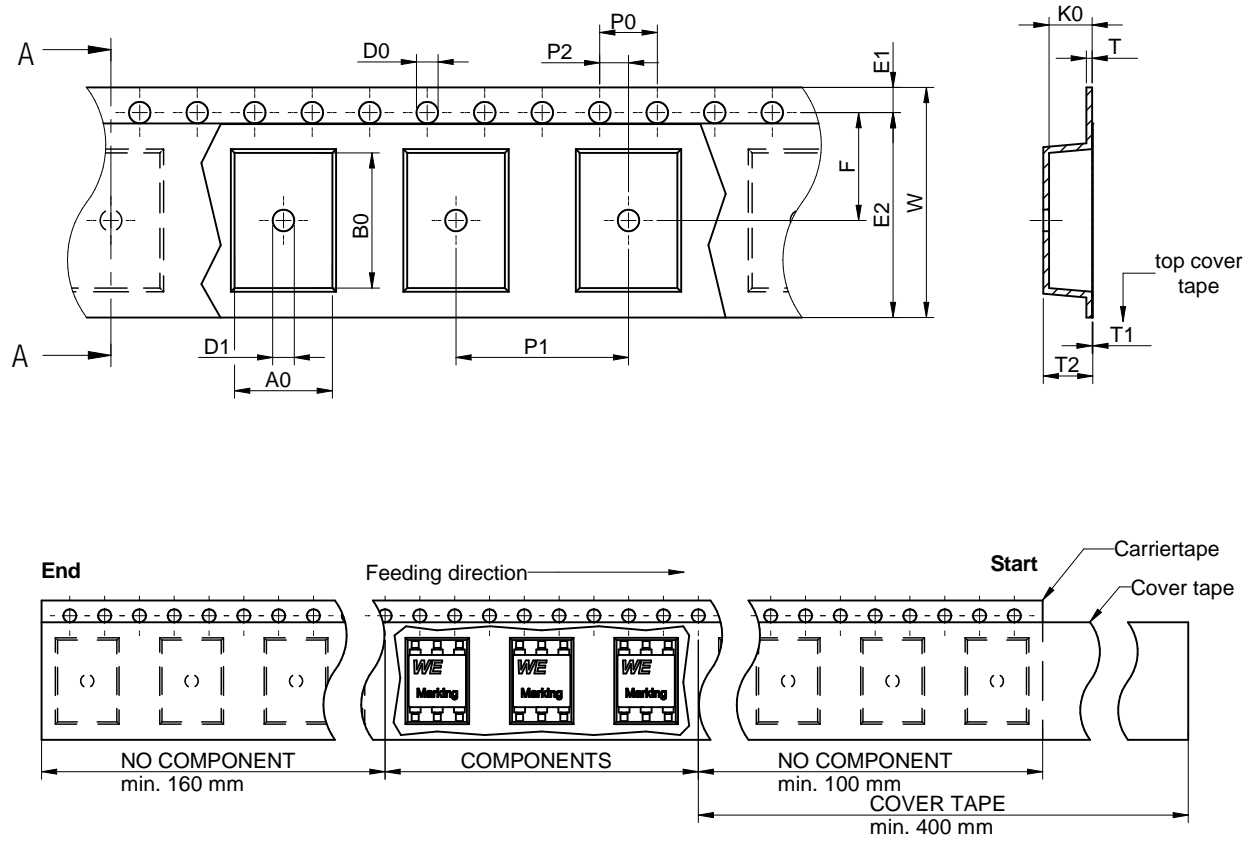 P0
K0
A
D0
P2
T
E1
F
E2
W
B0
top cover
tape
D1
P1
T1
A
A0
T2
End
Feeding direction
Start
Carriertape
Cover tape
WE
Marking
WE
Marking
WE
Marking
NO COMPONENT
min. 160 mm
COMPONENTS
NO COMPONENT
min. 100 mm
COVER TAPE
min. 400 mm